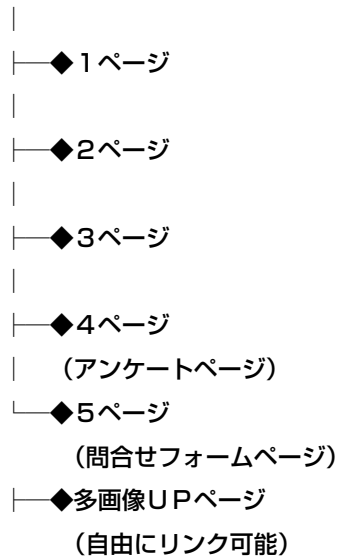 │
├─◆１ページ
│
├─◆２ページ
│
├─◆３ページ
│
├─◆４ページ
│　（アンケートページ）
└─◆５ページ
　　（問合せフォームページ）
├─◆多画像ＵＰページ
　　（自由にリンク可能）